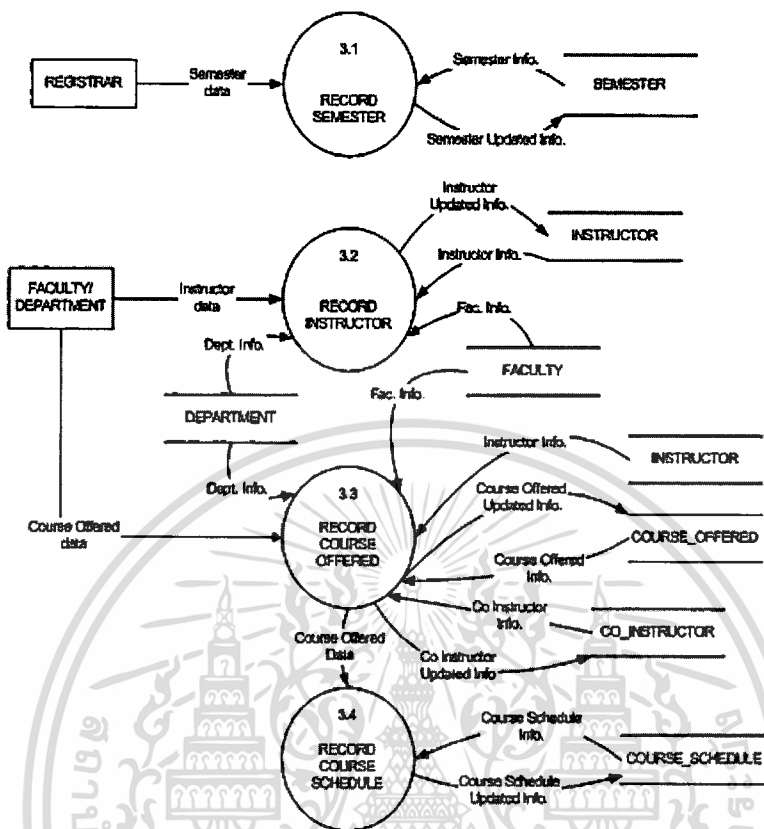 3.1
Semester Info.
REGISTRAR
Semester
data
SEMESTER
RECORD
SEMESTER
Semester Updated Info.
Instructor
Updated Info.
INSTRUCTOR
3.2
Instructor Info.
FACULTY/
DEPARTMENT
Instructor
data
RECORD
INSTRUCTOR
Fac. Info.
Dept. Info.
FACULTY
Fac. Info.
DEPARTMENT
Instructor Info.
INSTRUCTOR
Dept. Info.
3.3
Course Offered
Updated Info.
RECORD
COURSE
OFFERED
Course Offered
data
COURSE_OFFERED
Course Offered
Info.
Co Instructor
Info.
CO_INSTRUCTOR
Course Offered
Data
Co Instructor
Updated Info
3.4
Course Schedule
Info.
RECORD
COURSE
SCHEDULE
COURSE_SCHEDULE
Course Schedule
Updated Info.